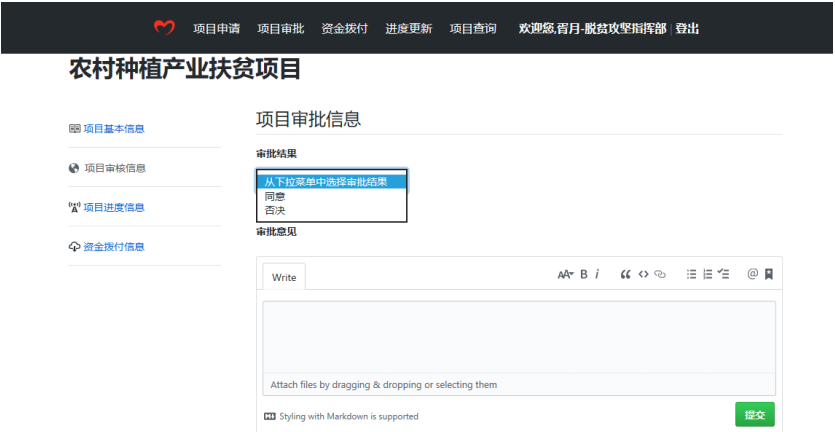 项目申请 项目审批 资金拨付 进度更新 项目查询 欢迎您,胥月-脱贫攻坚指挥部 登出
农村种植产业扶贫项目
项目基本信息
项目审核信息
项目进度信息
资金拨付信息
项目审批信息
审批结果
从下拉菜单中选择审批结果
同意
否决
审批意见
Write
AA B i @
Attach files by dragging & dropping or selecting them
Styling with Markdown is supported
提交